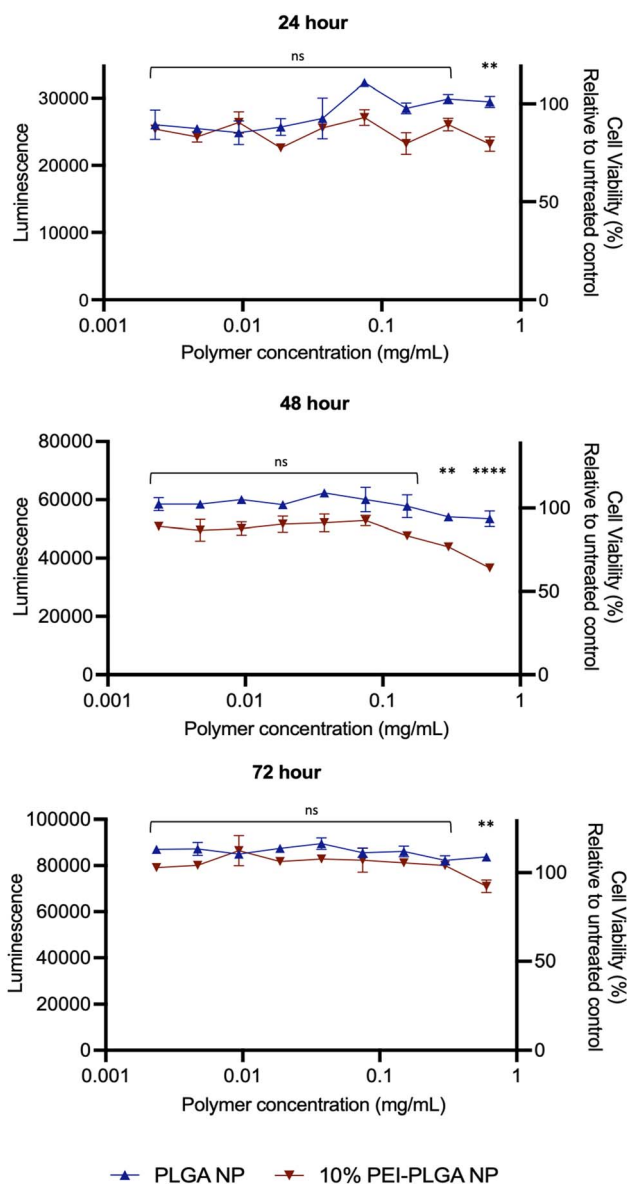 24 hour
ns
**
30000
20000
10000
0
Luminescence
100
50
0
Cell Viability (%)
Relative to untreated control
0.001
0.01
0.1
1
Polymer concentration (mg/mL)
48 hour
ns
**
****
80000
60000
40000
20000
0
Luminescence
100
50
0
Cell Viability (%)
Relative to untreated control
0.001
0.01
0.1
1
Polymer concentration (mg/mL)
72 hour
ns
**
100000
80000
60000
40000
20000
0
Luminescence
100
50
0
Cell Viability (%)
Relative to untreated control
0.001
0.01
0.1
1
Polymer concentration (mg/mL)
PLGA NP
10% PEI-PLGA NP